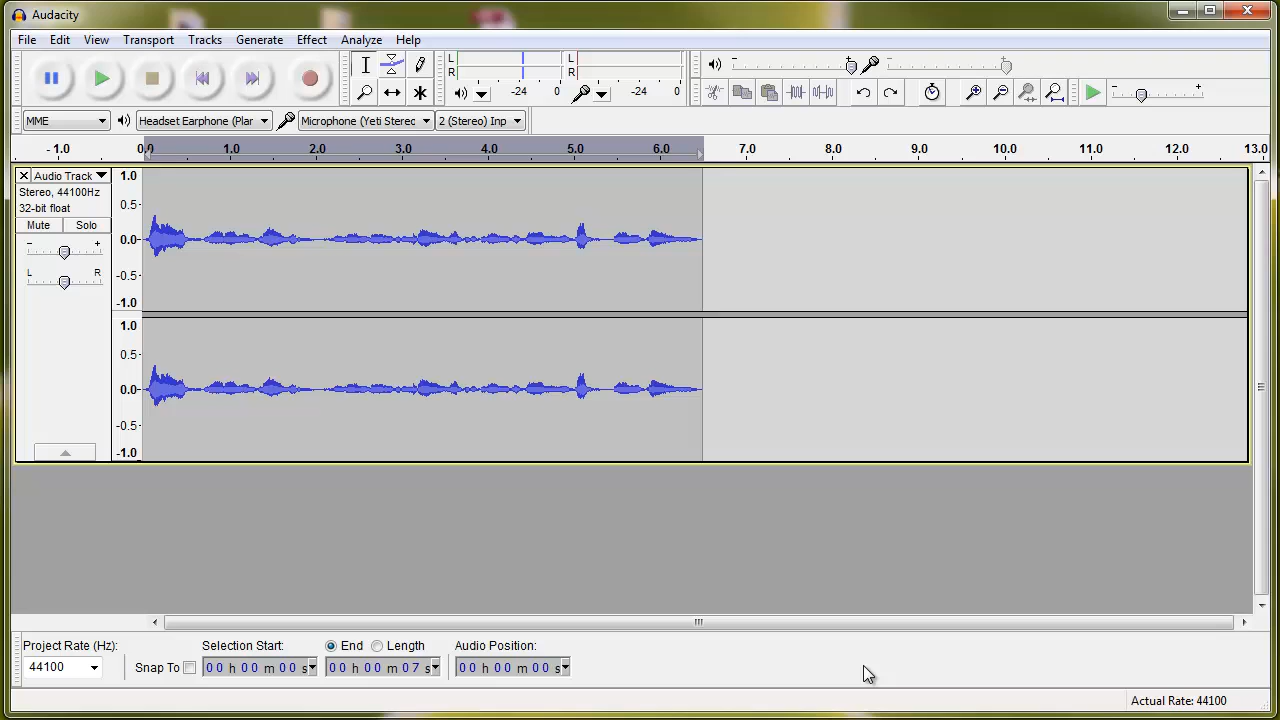 Audacity
File Edit View Transport Tracks Generate Effect Analyze Help
L
R
-24 0
L
R
-24 0
MME Headset Earphone (Plar Microphone (Yeti Stereo 2 (Stereo) Inp
- 1.0 0.0 1.0 2.0 3.0 4.0 5.0 6.0 7.0 8.0 9.0 10.0 11.0 12.0 13.0
Audio Track
Stereo, 44100Hz
32-bit float
Mute Solo
- +
L R
1.0
0.5
0.0
-0.5
-1.0
1.0
0.5
0.0
-0.5
-1.0
Project Rate (Hz): Selection Start: End Length Audio Position:
44100 Snap To 00 h 00 m 00 s 00 h 00 m 07 s 00 h 00 m 00 s
Actual Rate: 44100